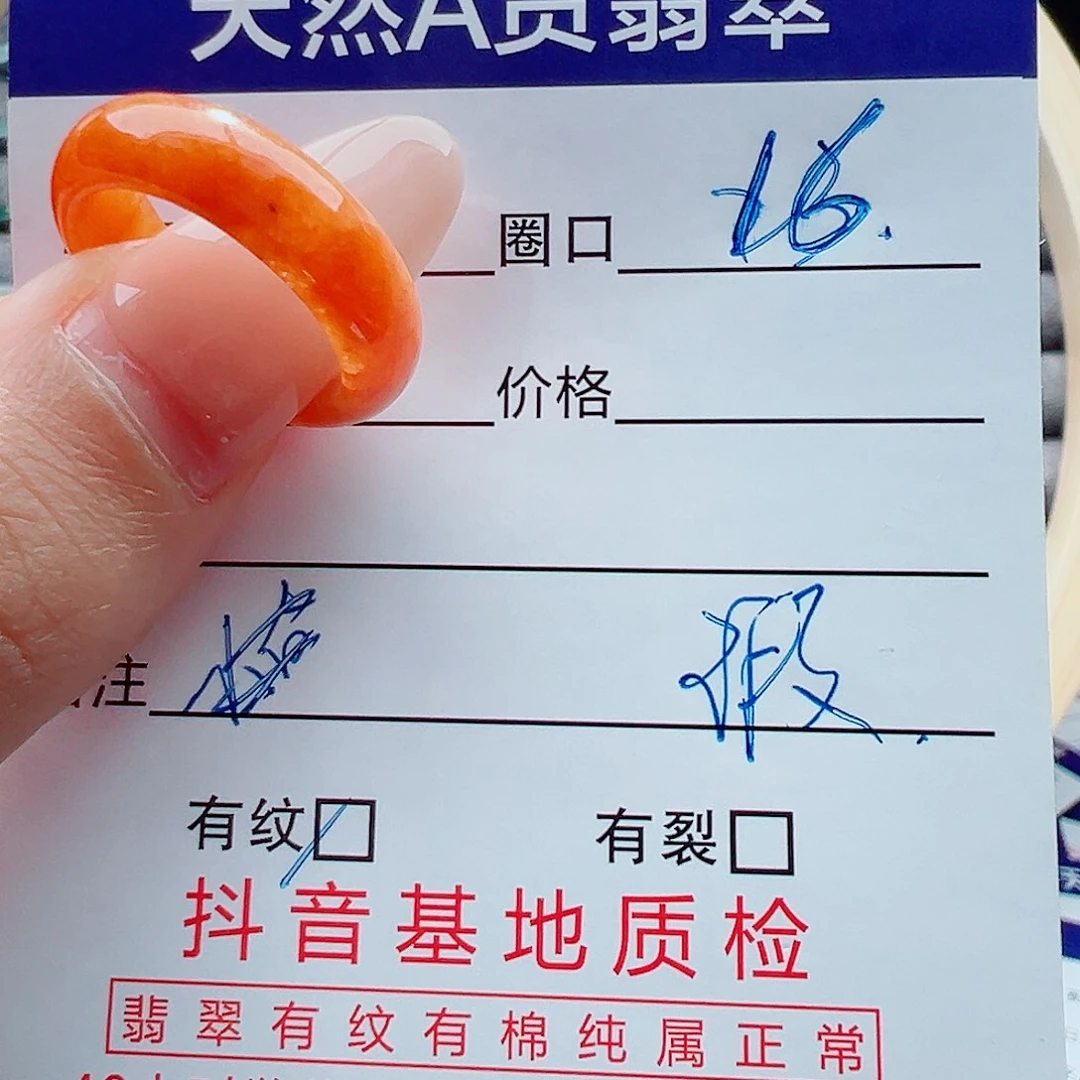 天然A货翡翠
圈口 16.
价格
注
有纹 有裂
抖音基地质检
翡翠有纹有棉纯属正常